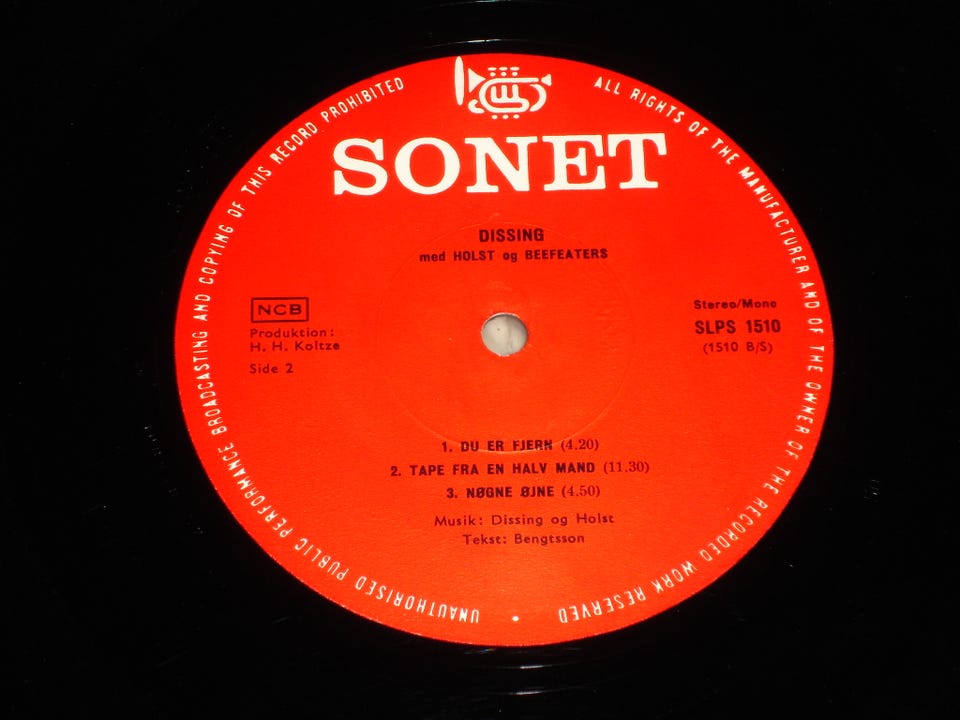 SONET
DISSING
med HOLST og BEEFEATERS
NCB
Produktion:
H. H. Koltze
Side 2
Stereo/Mono
SLPS 1510
(1510 B/S)
1. DU ER FJERN (4.20)
2. TAPE FRA EN HALV MAND (11.30)
3. NØGNE ØJNE (4.50)
Musik: Dissing og Holst
Tekst: Bengtsson
ALL RIGHTS OF THE MANUFACTURER AND OF THE OWNER OF THE RECORDED WORK RESERVED
UNAUTHORISED PUBLIC PERFORMANCE BROADCASTING AND COPYING OF THIS RECORD PROHIBITED